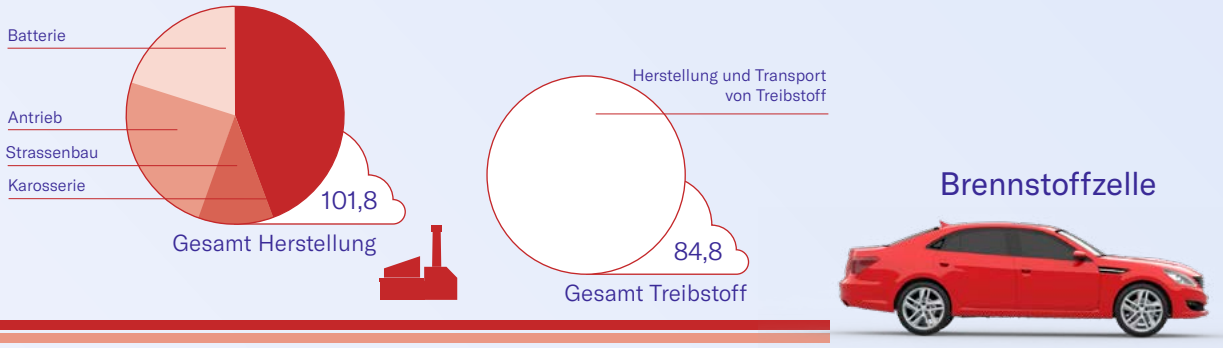 Batterie
Antrieb
Strassenbau
Karosserie
101,8
Gesamt Herstellung
Herstellung und Transport
von Treibstoff
84,8
Gesamt Treibstoff
Brennstoffzelle